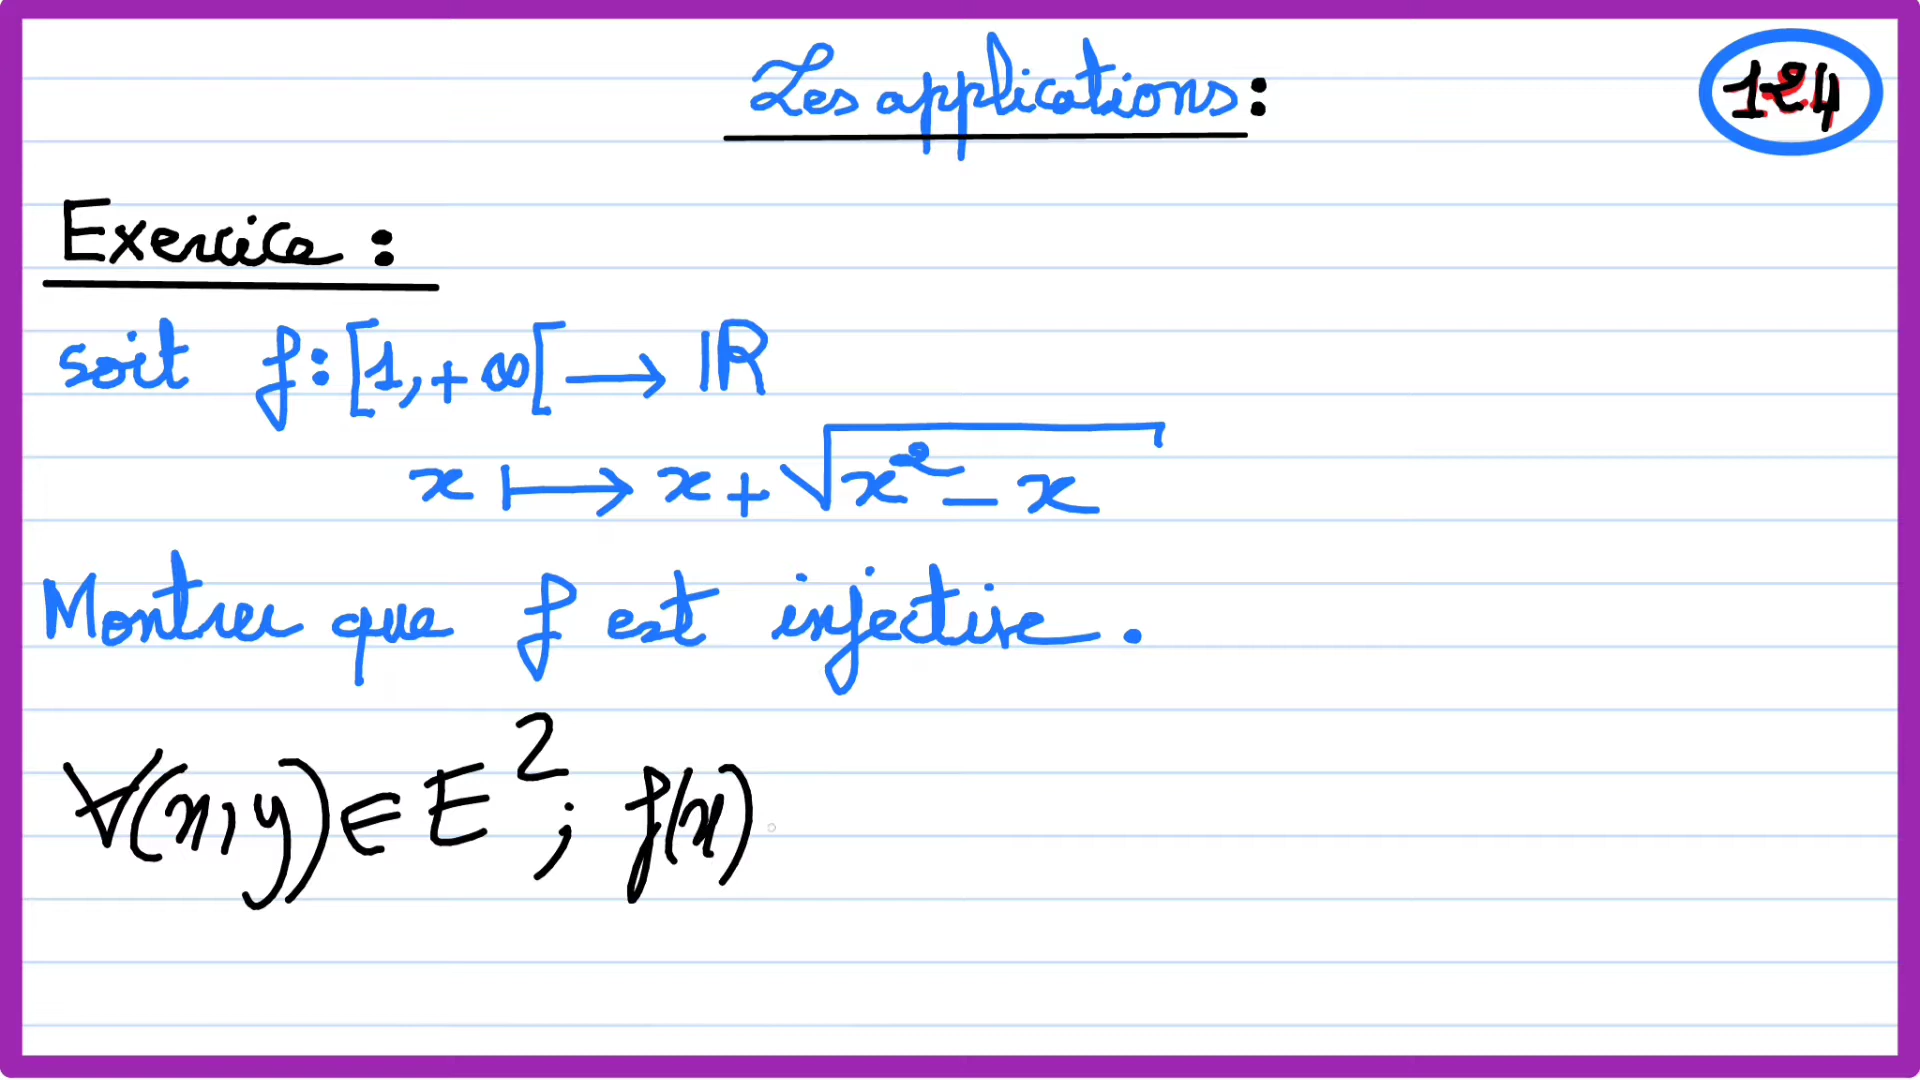 Les applications:
124
Exercice:
soit f: [1, +∞[ → ℝ
x ↦ x + √(x² - x)
Montrer que f est injective.
∀(x, y) ∈ E²; f(x)